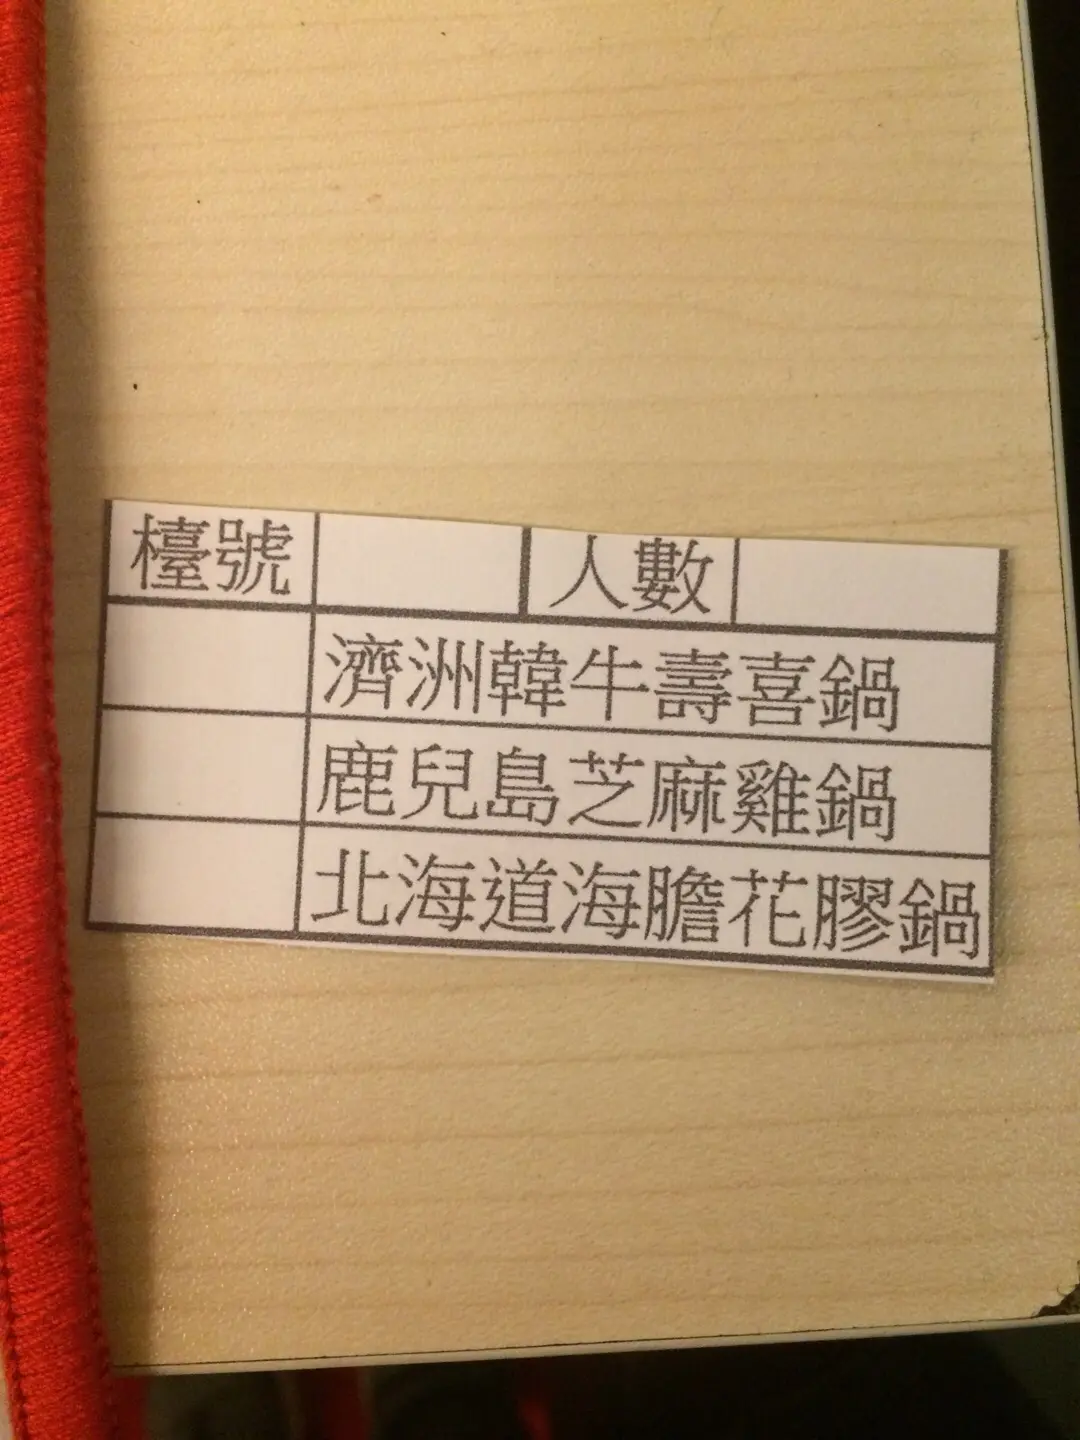 檯號 人數
濟洲韓牛壽喜鍋
鹿兒島芝麻雞鍋
北海道海膽花膠鍋